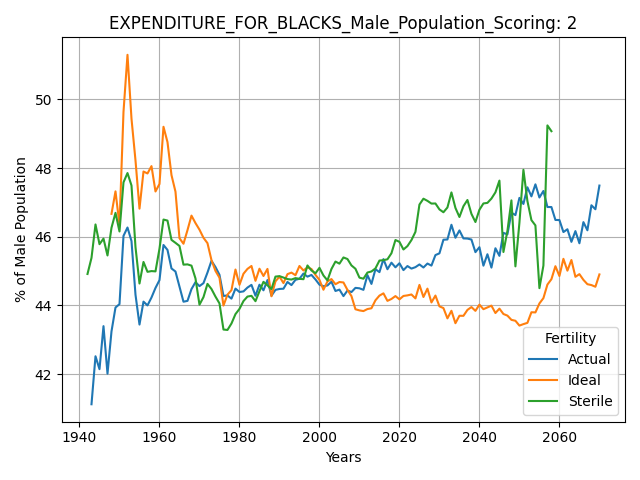 EXPENDITURE_FOR_BLACKS_Male_Population_Scoring: 2
% of Male Population
50
48
46
44
42
1940 1960 1980 2000 2020 2040 2060
Years
Fertility
Actual
Ideal
Sterile